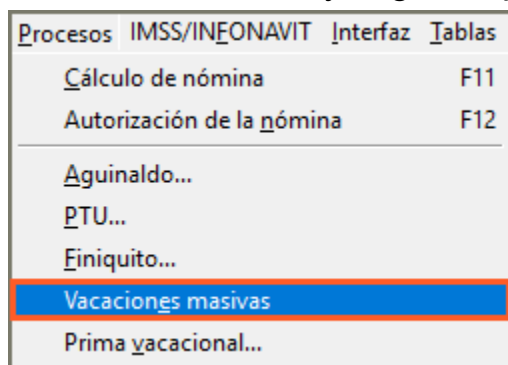 Procesos IMSS/INFONAVIT Interfaz Tablas
Cálculo de nómina F11
Autorización de la nómina F12
Aguinaldo...
PTU...
Finiquito...
Vacaciones masivas
Prima vacacional...